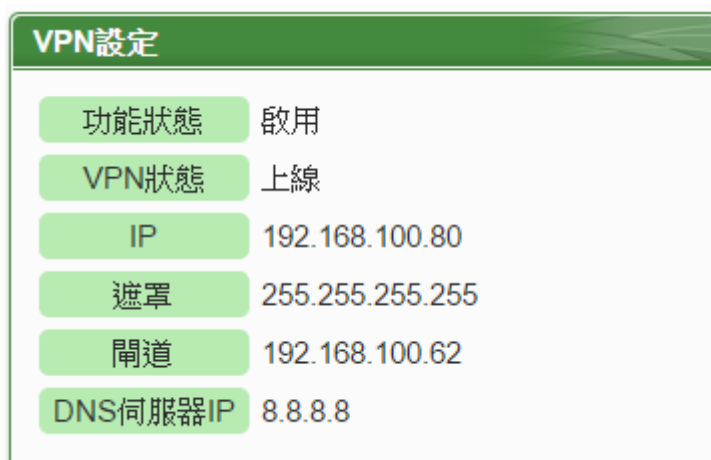 VPN設定
功能狀態 啟用
VPN狀態 上線
IP 192.168.100.80
遮罩 255.255.255.255
閘道 192.168.100.62
DNS伺服器IP 8.8.8.8